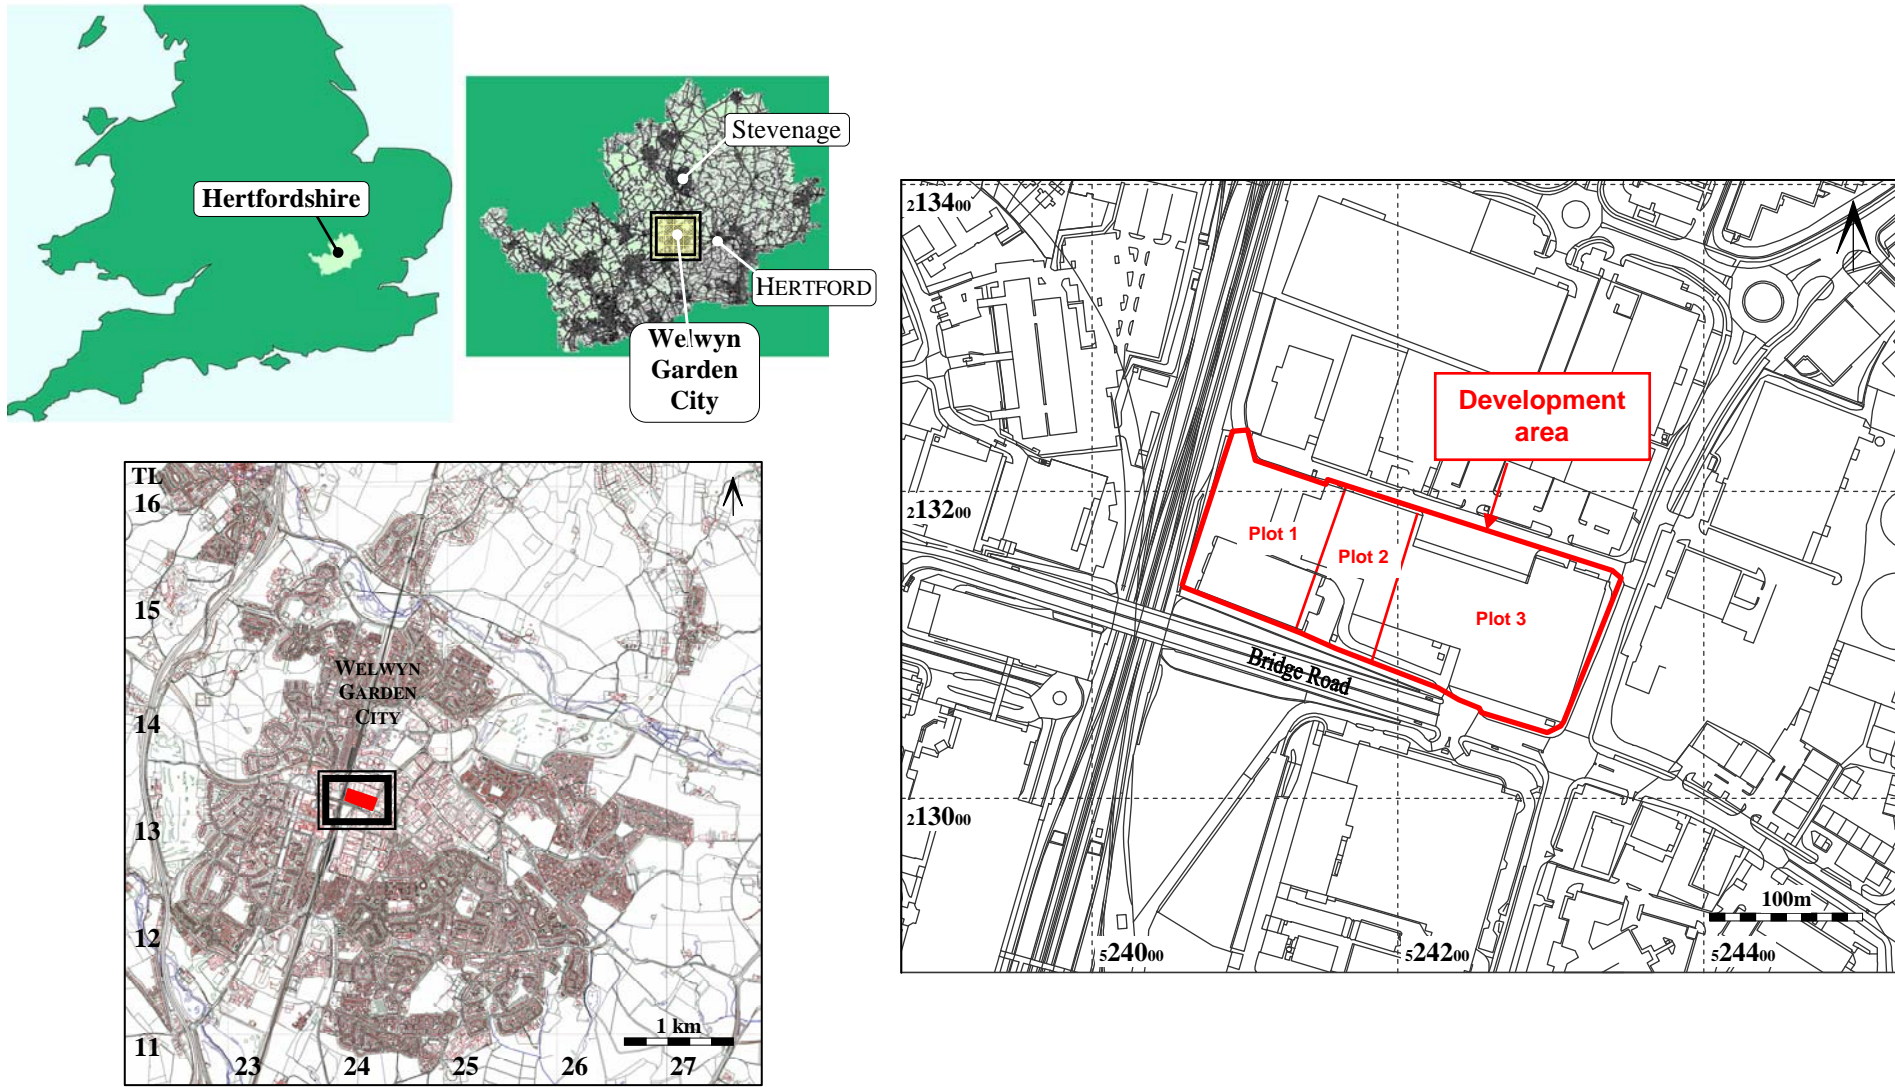 Hertfordshire
Stevenage
HERTFORD
Welwyn
Garden
City
TL
16
15
14
13
12
11
23
24
25
26
27
WELWYN
GARDEN
CITY
1 km
213400
213200
213000
524000
524200
524400
Development
area
Plot 1
Plot 2
Plot 3
Bridge Road
100m